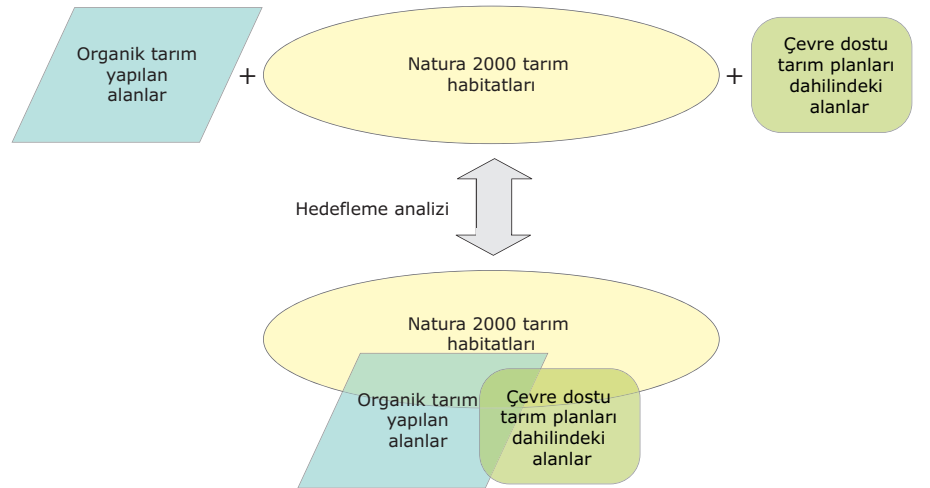 Organik tarım
yapılan
alanlar
+
Natura 2000 tarım
habitatları
+
Çevre dostu
tarım planları
dahilindeki
alanlar
Hedefleme analizi
Natura 2000 tarım
habitatları
Organik tarım
yapılan
alanlar
Çevre dostu
tarım planları
dahilindeki
alanlar